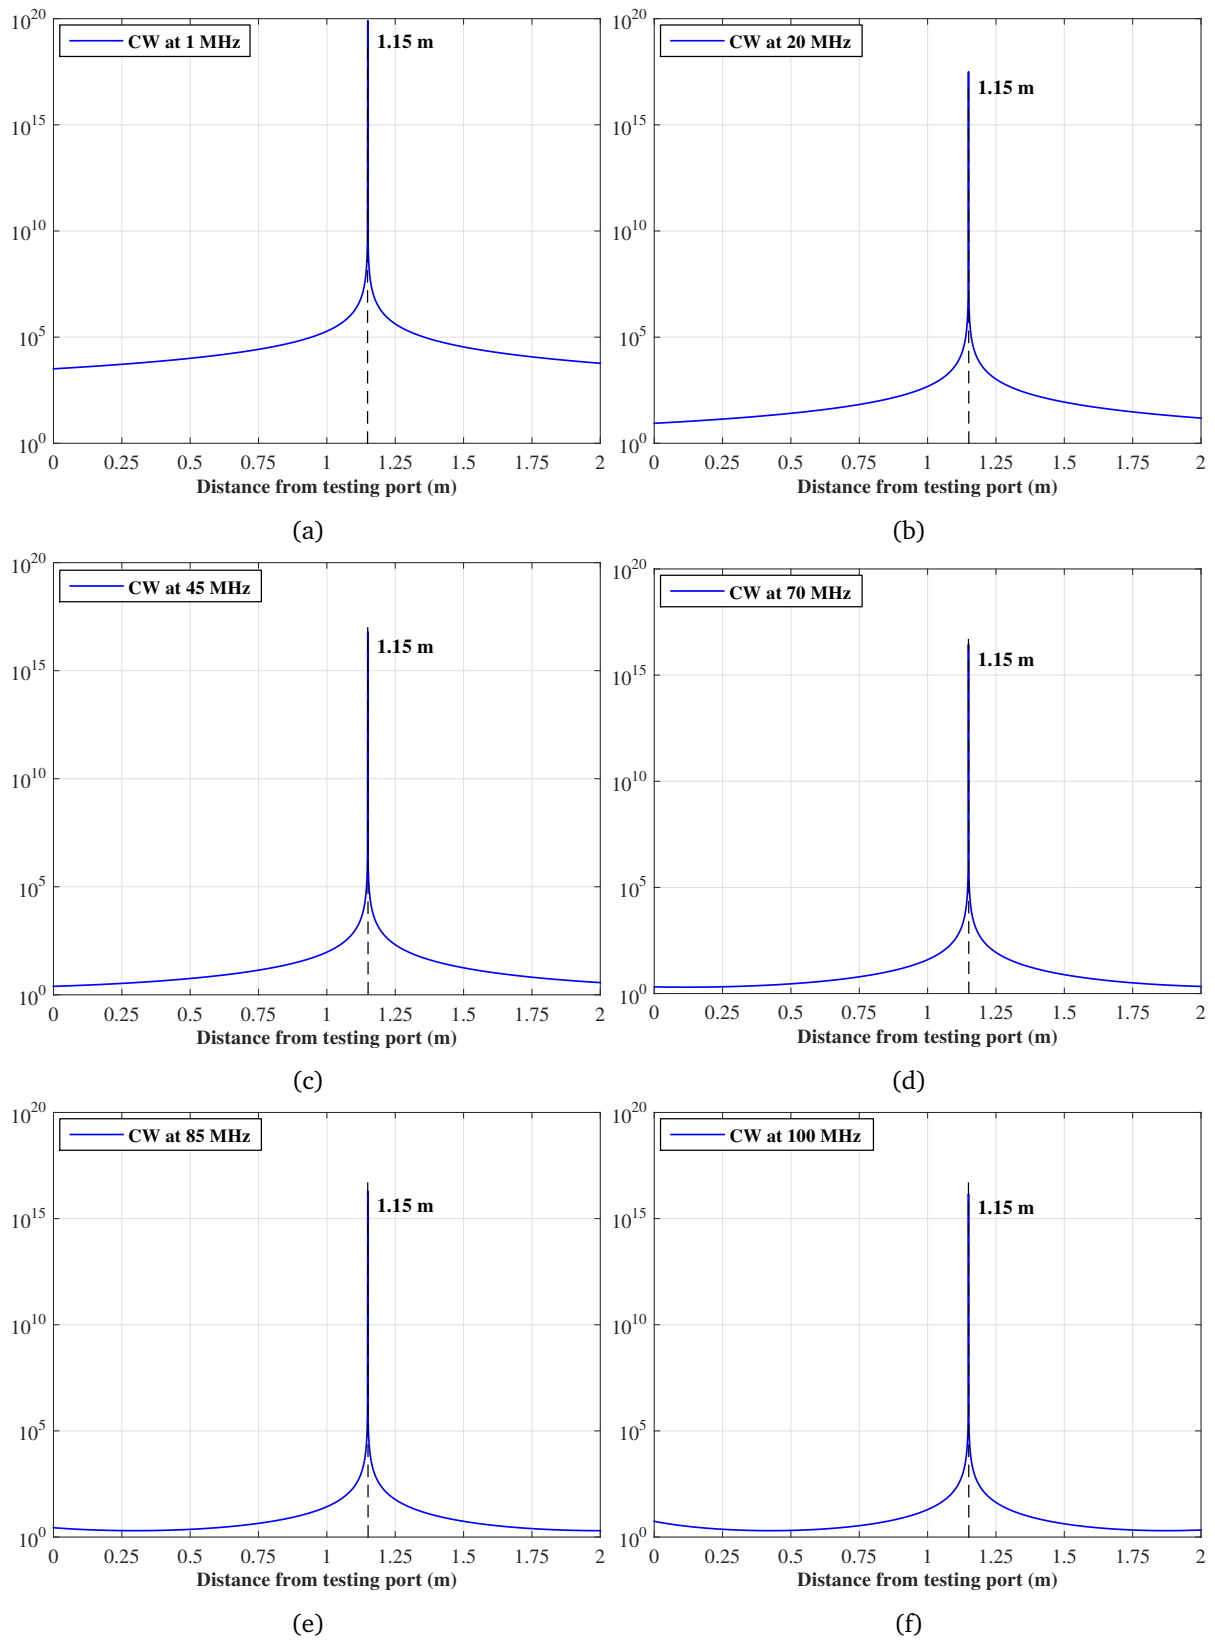 CW at 1 MHz
1.15 m
10^20
10^15
10^10
10^5
10^0
0 0.25 0.5 0.75 1 1.25 1.5 1.75 2
Distance from testing port (m)
(a)
CW at 20 MHz
1.15 m
10^20
10^15
10^10
10^5
10^0
0 0.25 0.5 0.75 1 1.25 1.5 1.75 2
Distance from testing port (m)
(b)
CW at 45 MHz
1.15 m
10^20
10^15
10^10
10^5
10^0
0 0.25 0.5 0.75 1 1.25 1.5 1.75 2
Distance from testing port (m)
(c)
CW at 70 MHz
1.15 m
10^20
10^15
10^10
10^5
10^0
0 0.25 0.5 0.75 1 1.25 1.5 1.75 2
Distance from testing port (m)
(d)
CW at 85 MHz
1.15 m
10^20
10^15
10^10
10^5
10^0
0 0.25 0.5 0.75 1 1.25 1.5 1.75 2
Distance from testing port (m)
(e)
CW at 100 MHz
1.15 m
10^20
10^15
10^10
10^5
10^0
0 0.25 0.5 0.75 1 1.25 1.5 1.75 2
Distance from testing port (m)
(f)